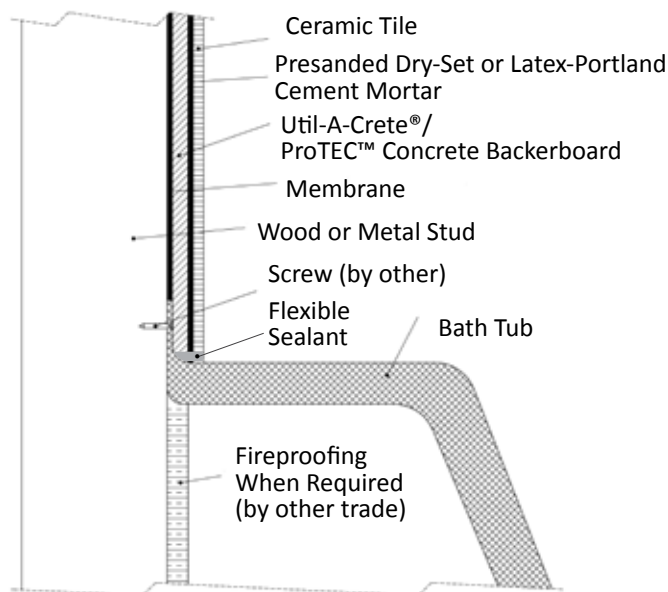 Ceramic Tile
Presanded Dry-Set or Latex-Portland
Cement Mortar
Util-A-Crete®/
ProTEC™ Concrete Backerboard
Membrane
Wood or Metal Stud
Screw (by other)
Flexible
Sealant
Bath Tub
Fireproofing
When Required
(by other trade)